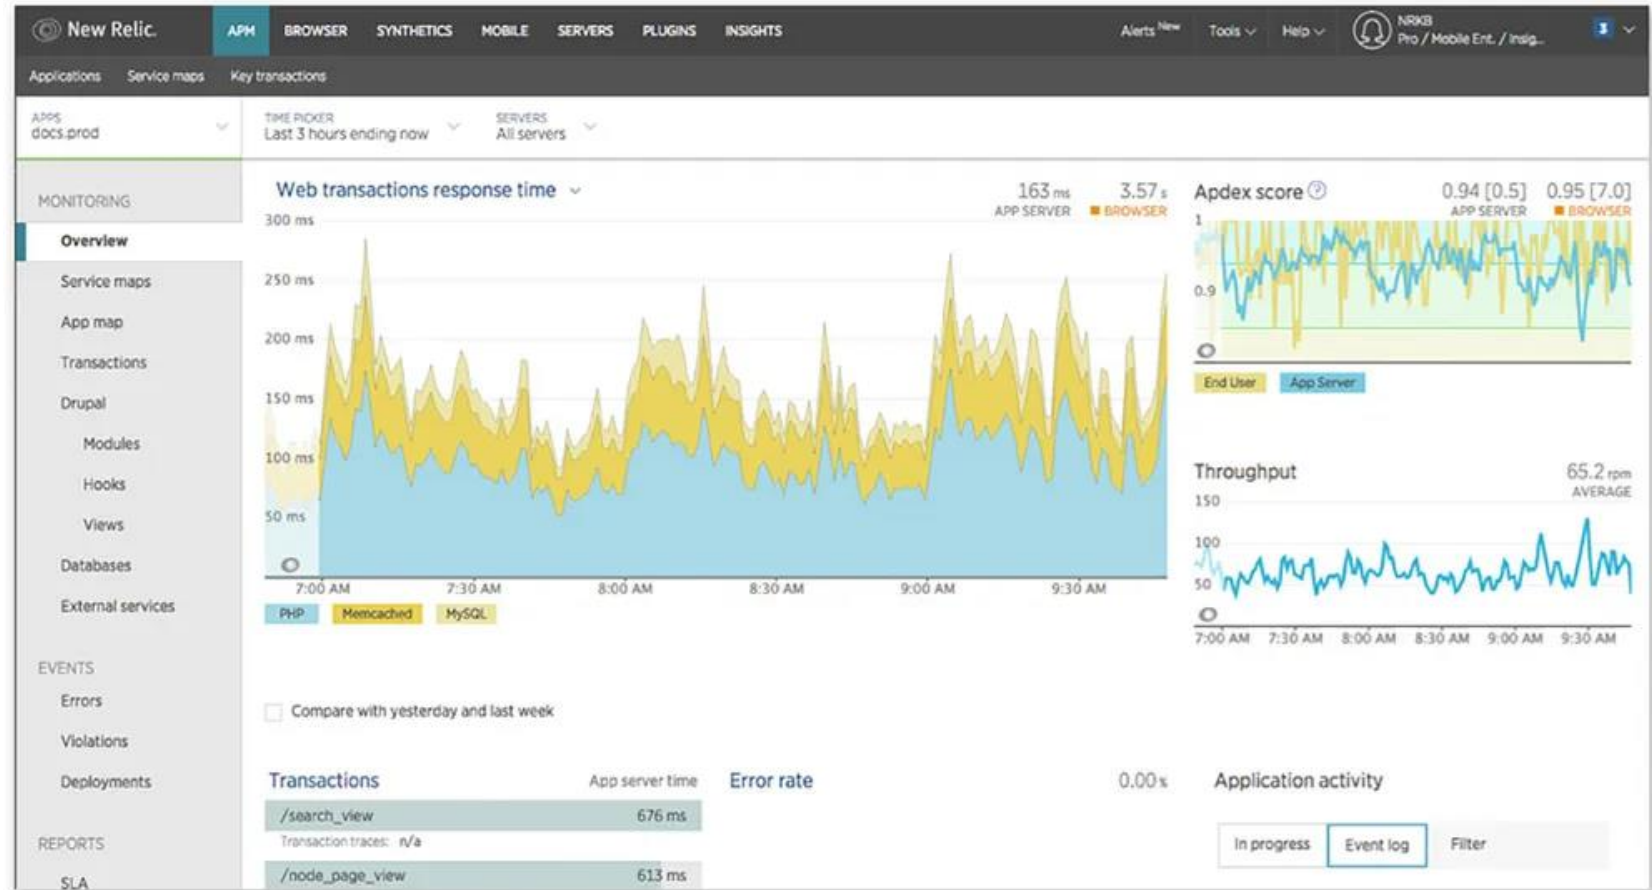 New Relic.
APM BROWSER SYNTHETICS MOBILE SERVERS PLUGINS INSIGHTS
Alerts New Tools Help
NRKB
Pro / Mobile Ent. / Insig...
3
Applications Service maps Key transactions
APPS
docs.prod
TIME PICKER
Last 3 hours ending now
SERVERS
All servers
MONITORING
Overview
Service maps
App map
Transactions
Drupal
Modules
Hooks
Views
Databases
External services
EVENTS
Errors
Violations
Deployments
REPORTS
SLA
Web transactions response time
163 ms
APP SERVER
3.57 s
BROWSER
300 ms
250 ms
200 ms
150 ms
100 ms
50 ms
7:00 AM 7:30 AM 8:00 AM 8:30 AM 9:00 AM 9:30 AM
PHP Memcached MySQL
Compare with yesterday and last week
Apdex score ?
0.94 [0.5]
APP SERVER
0.95 [7.0]
BROWSER
1
0.9
End User App Server
Throughput
65.2 rpm
AVERAGE
150
100
50
7:00 AM 7:30 AM 8:00 AM 8:30 AM 9:00 AM 9:30 AM
Transactions App server time
/search_view 676 ms
Transaction traces: n/a
/node_page_view 613 ms
Error rate 0.00 %
Application activity
In progress Event log Filter